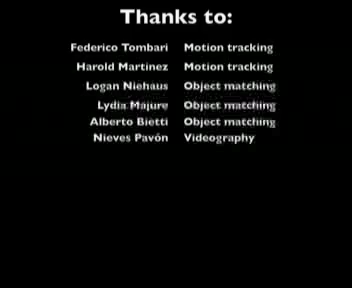 Thanks to:
Federico Tombari Motion tracking
Harold Martinez Motion tracking
Logan Niehaus Object matching
Lydia Majure Object matching
Alberto Bietti Object matching
Nieves Pavón Videography